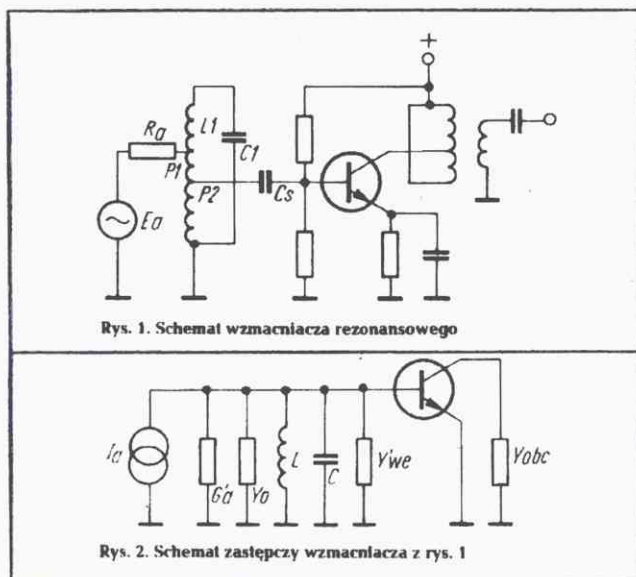 +
Ra
L1
C1
P1
P2
Cs
Ea
Rys. 1. Schemat wzmacniacza rezonansowego
Ia
G'a
Yo
L
C
Y'we
Yobc
Rys. 2. Schemat zastępczy wzmacniacza z rys. 1